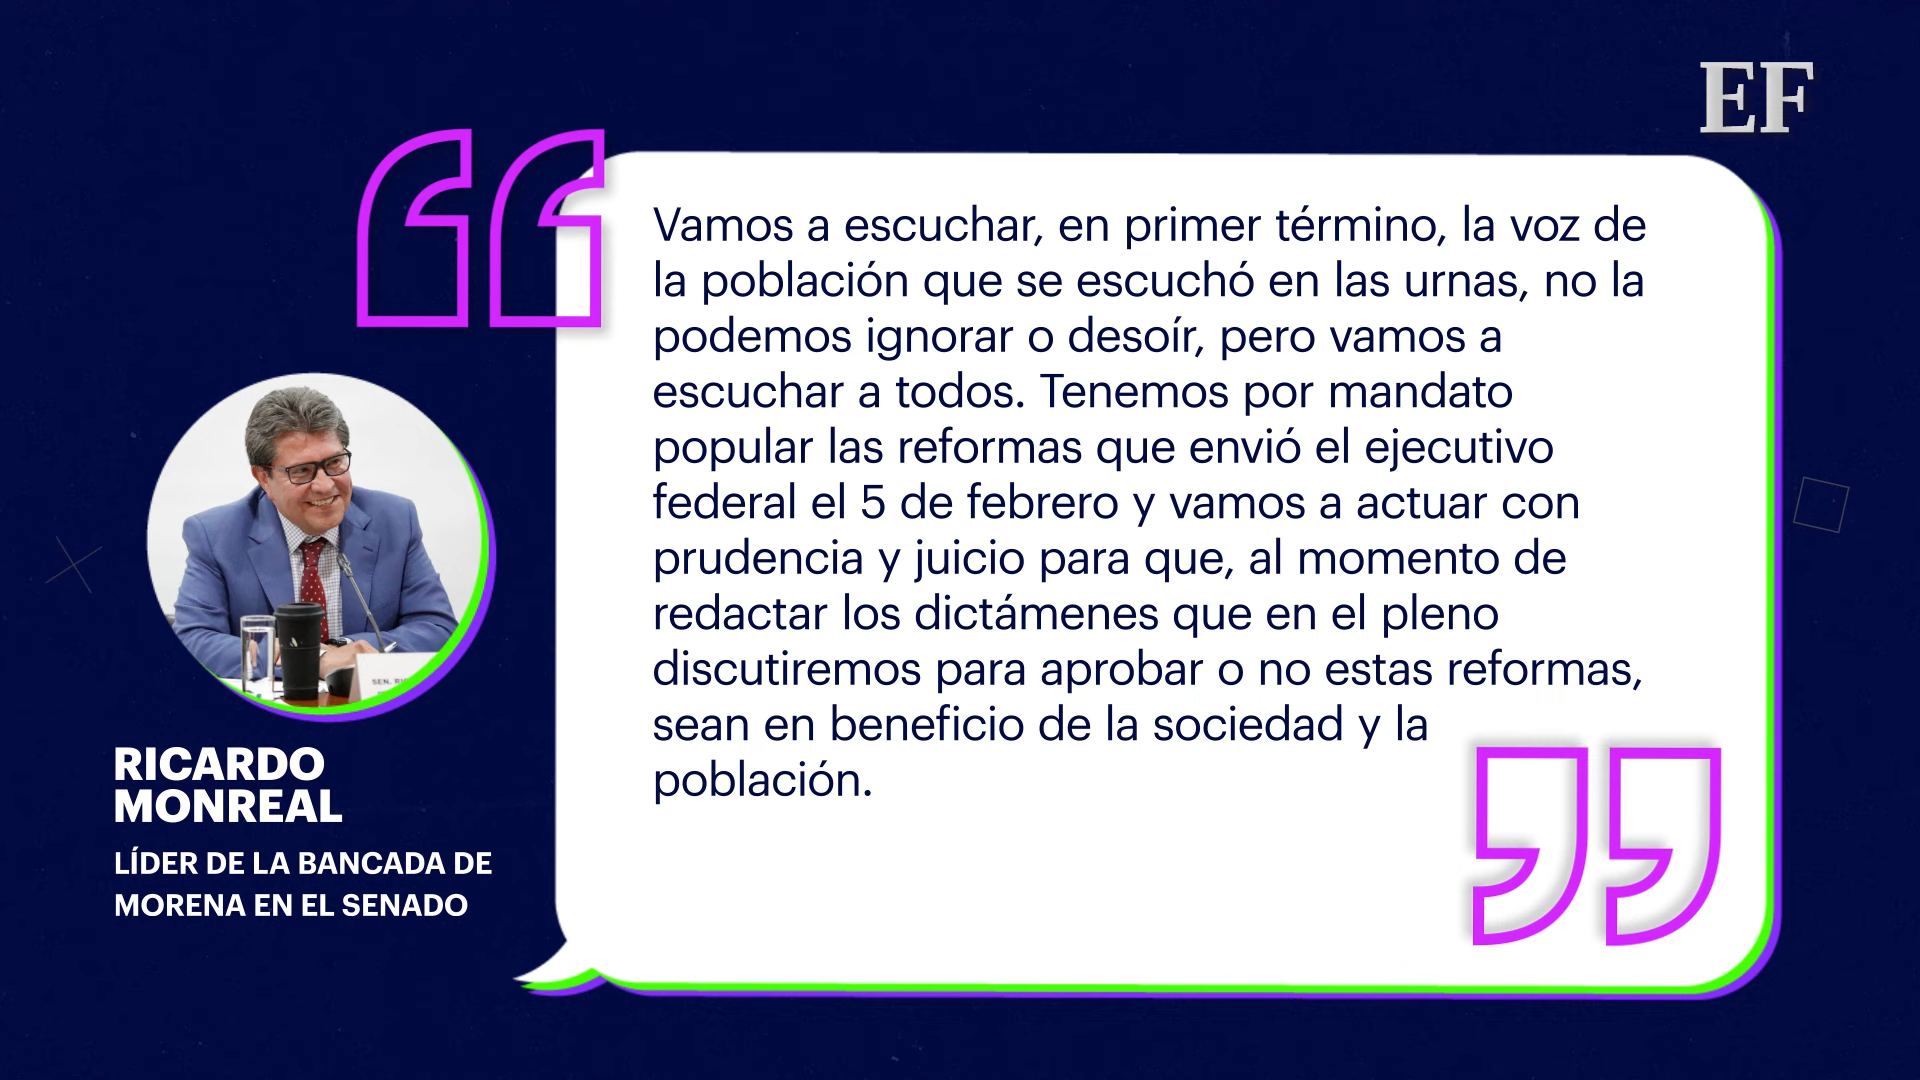 EF
Vamos a escuchar, en primer término, la voz de
la población que se escuchó en las urnas, no la
podemos ignorar o desoír, pero vamos a
escuchar a todos. Tenemos por mandato
popular las reformas que envió el ejecutivo
federal el 5 de febrero y vamos a actuar con
prudencia y juicio para que, al momento de
redactar los dictámenes que en el pleno
discutiremos para aprobar o no estas reformas,
sean en beneficio de la sociedad y la
población.
SEN.
RICARDO
MONREAL
LÍDER DE LA BANCADA DE
MORENA EN EL SENADO